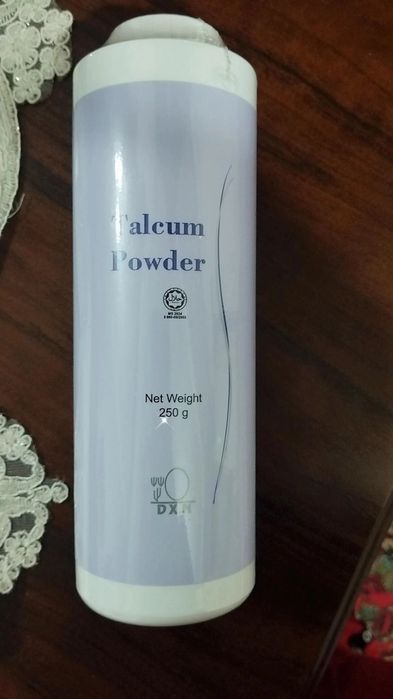 Talcum
Powder
Net Weight
250 g
DXN